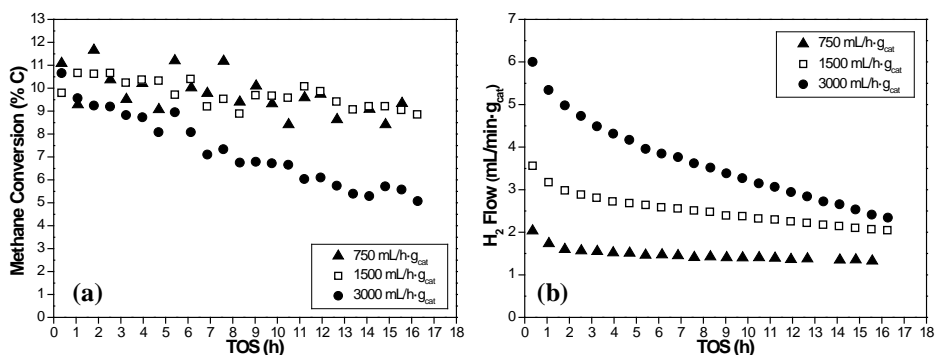 (a)
Methane Conversion (% C)
13
12
11
10
9
8
7
6
5
4
3
2
1
0
750 mL/h·gcat
1500 mL/h·gcat
3000 mL/h·gcat
0 1 2 3 4 5 6 7 8 9 10 11 12 13 14 15 16 17 18
TOS (h)
(b)
H2 Flow (mL/min·gcat)
7
6
5
4
3
2
1
0
750 mL/h·gcat
1500 mL/h·gcat
3000 mL/h·gcat
0 1 2 3 4 5 6 7 8 9 10 11 12 13 14 15 16 17 18
TOS (h)